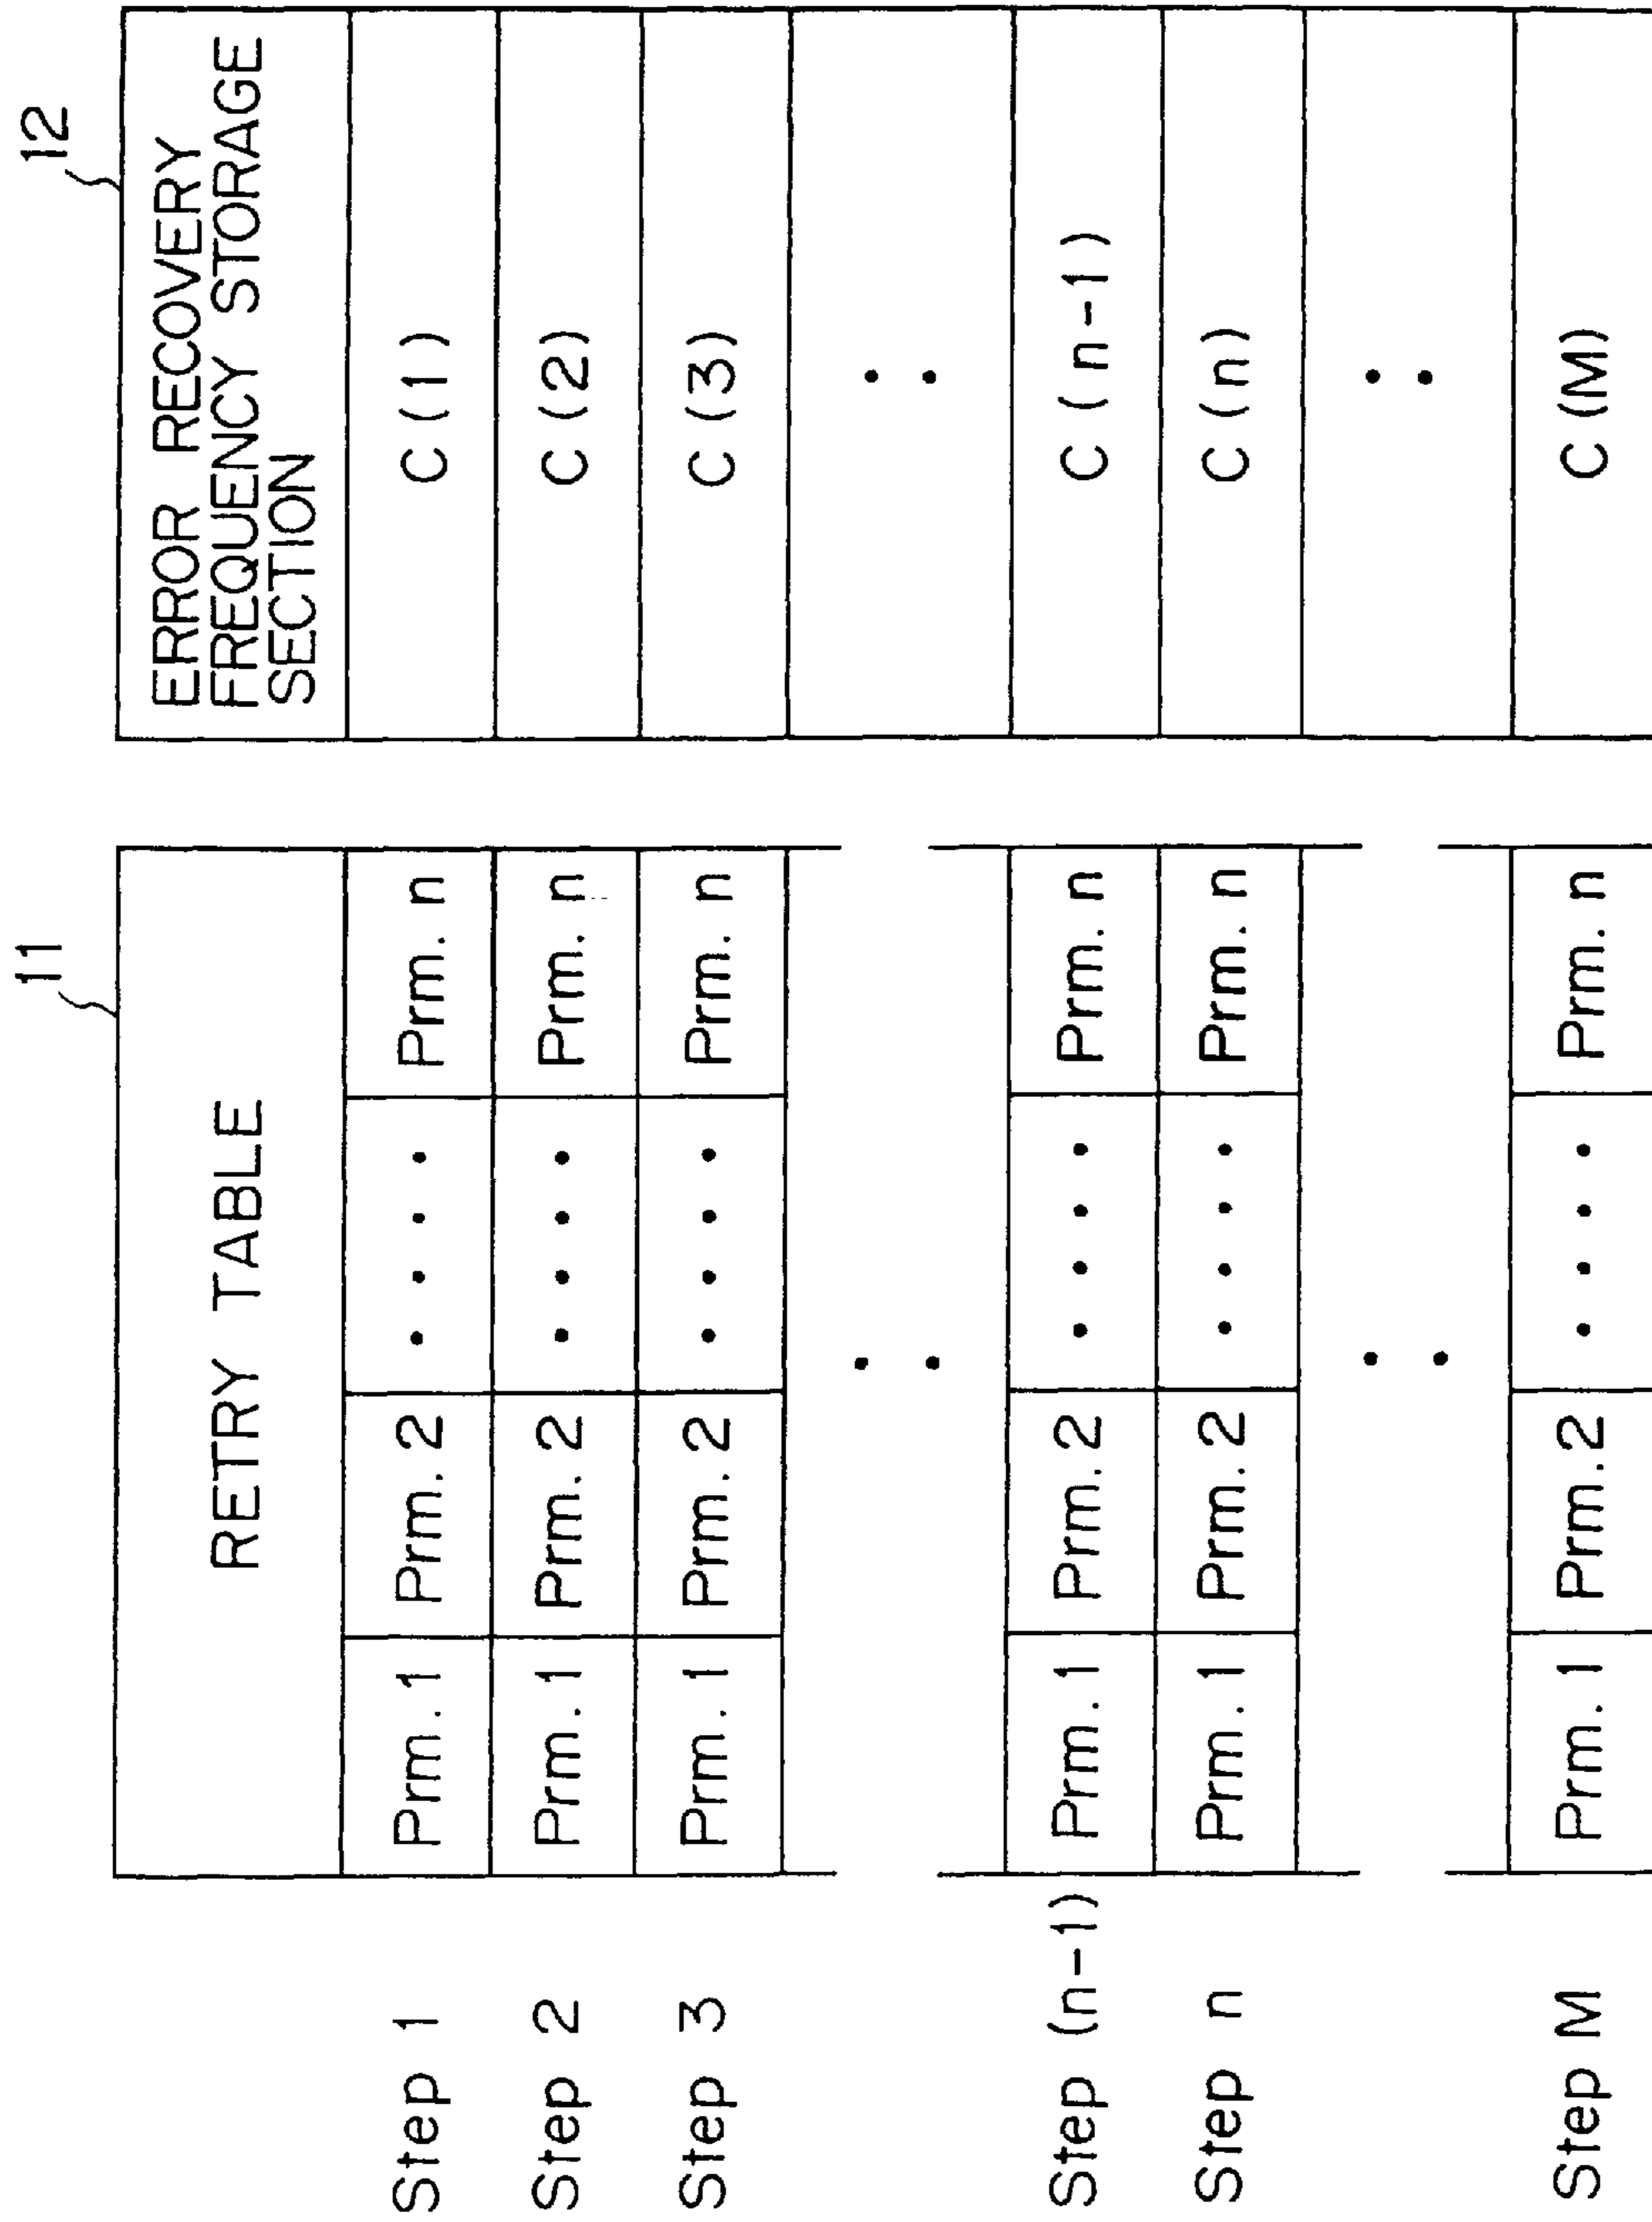 11
12
RETRY TABLE
ERROR RECOVERY
FREQUENCY STORAGE
SECTION
Step 1 Prm. 1 Prm. 2 . . . . Prm. n C (1)
Step 2 Prm. 1 Prm. 2 . . . . Prm. n C (2)
Step 3 Prm. 1 Prm. 2 . . . . Prm. n C (3)
Step (n-1) Prm. 1 Prm. 2 . . . . Prm. n C (n-1)
Step n Prm. 1 Prm. 2 . . . . Prm. n C (n)
Step M Prm. 1 Prm. 2 . . . . Prm. n C (M)